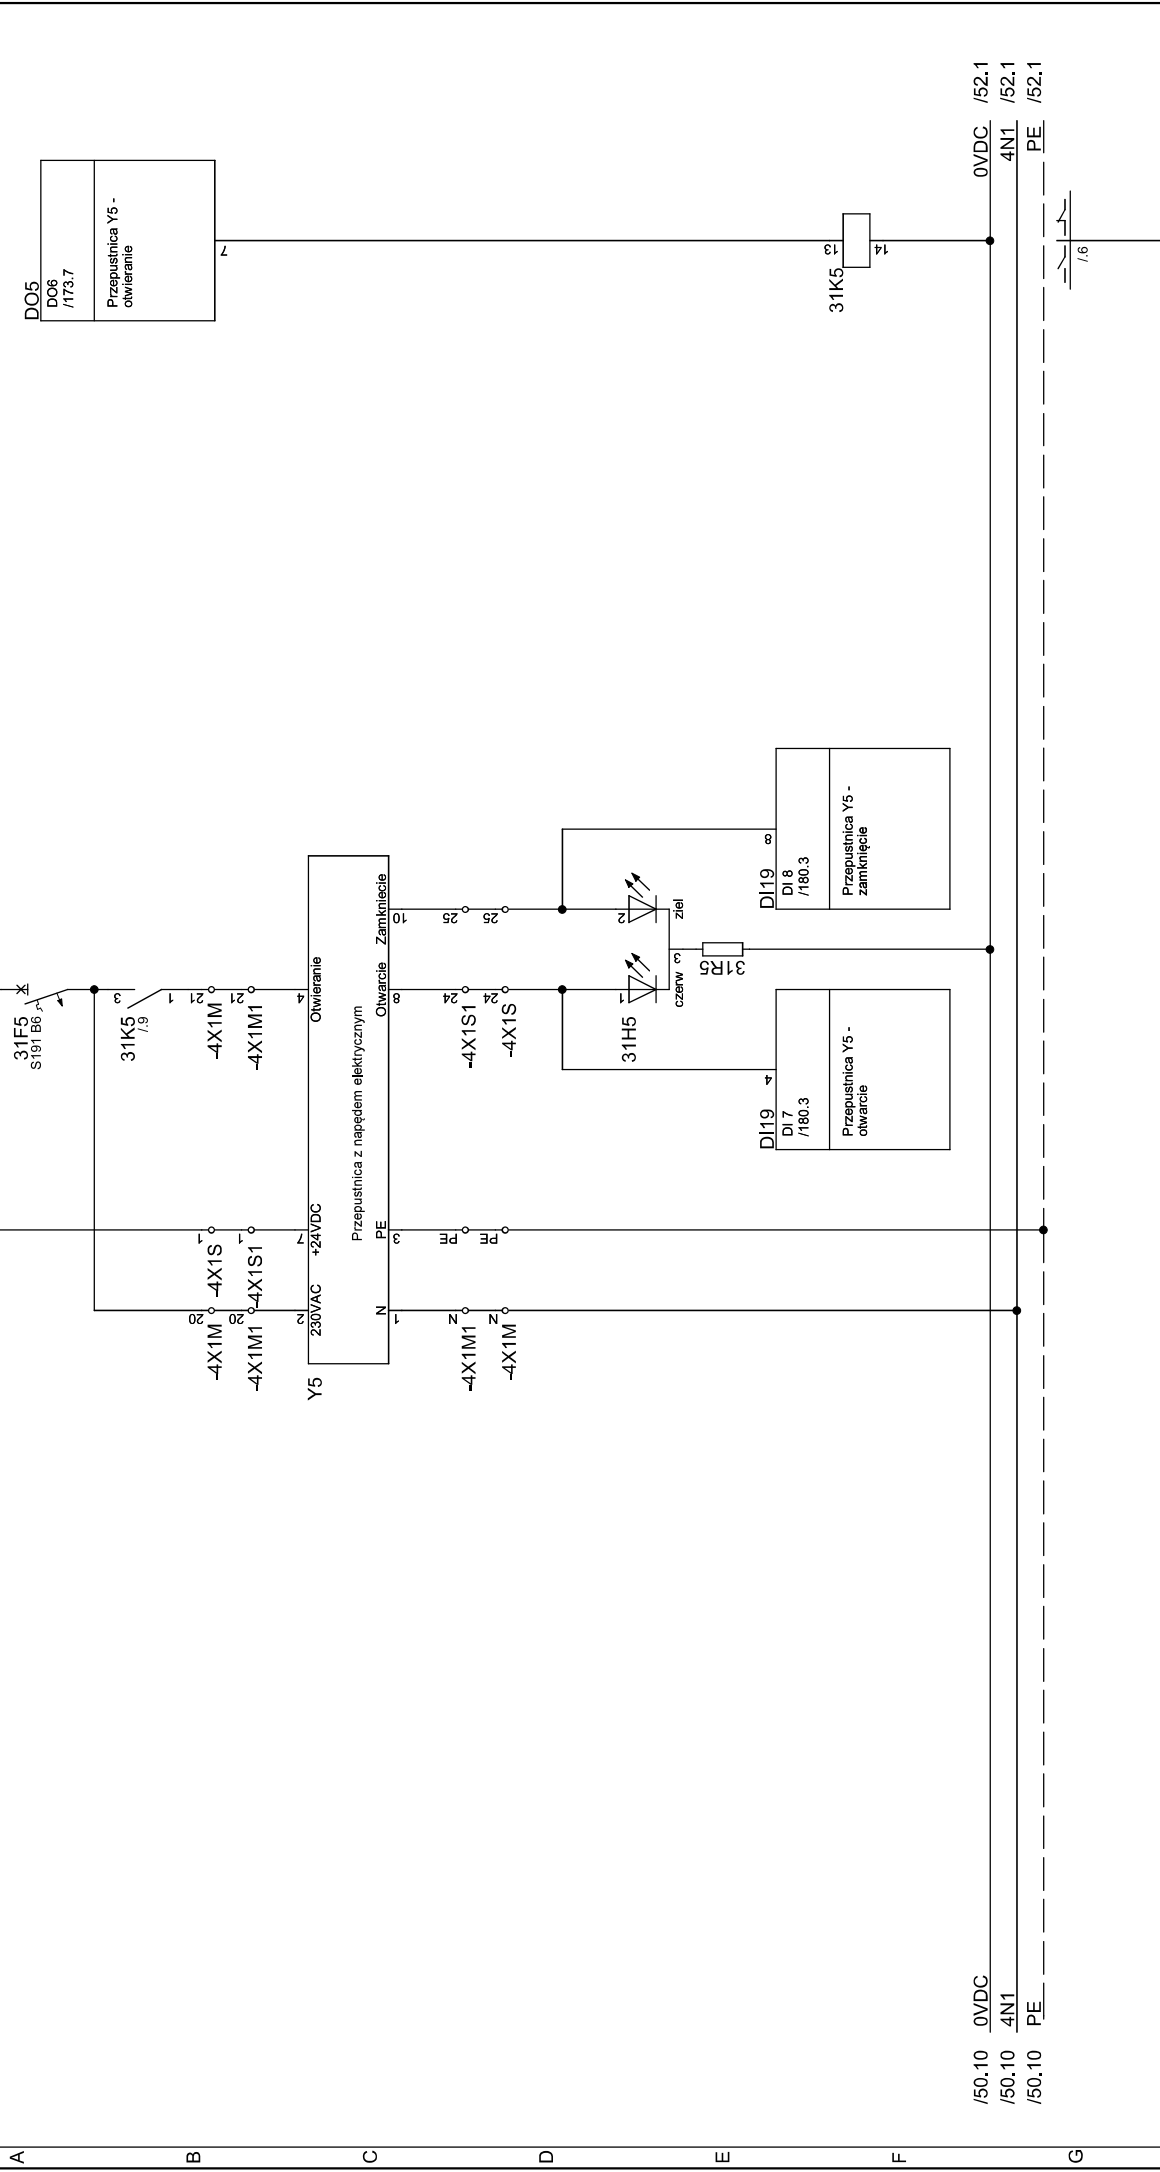 A
B
C
D
E
F
G
31F5
S191 B6
31K5
/.9
3
1
21
-4X1M
21
-4X1M1
1
-4X1S
1
-4X1S1
20
-4X1M
20
-4X1M1
Y5
2
230VAC
7
+24VDC
4
Otwieranie
Przepustnica z napędem elektrycznym
N
1
PE
3
Otwarcie
8
Zamkniecie
10
N
-4X1M1
N
-4X1M
PE
PE
24
-4X1S1
24
-4X1S
25
25
31H5
1
2
czerw
ziel
3
31R5
DI19
DI 7
/180.3
4
Przepustnica Y5 -
otwarcie
DI19
DI 8
/180.3
8
Przepustnica Y5 -
zamknięcie
DO5
DO6
/173.7
Przepustnica Y5 -
otwieranie
7
31K5
13
14
/.6
/50.10 0VDC
/50.10 4N1
/50.10 PE
0VDC /52.1
4N1 /52.1
PE /52.1